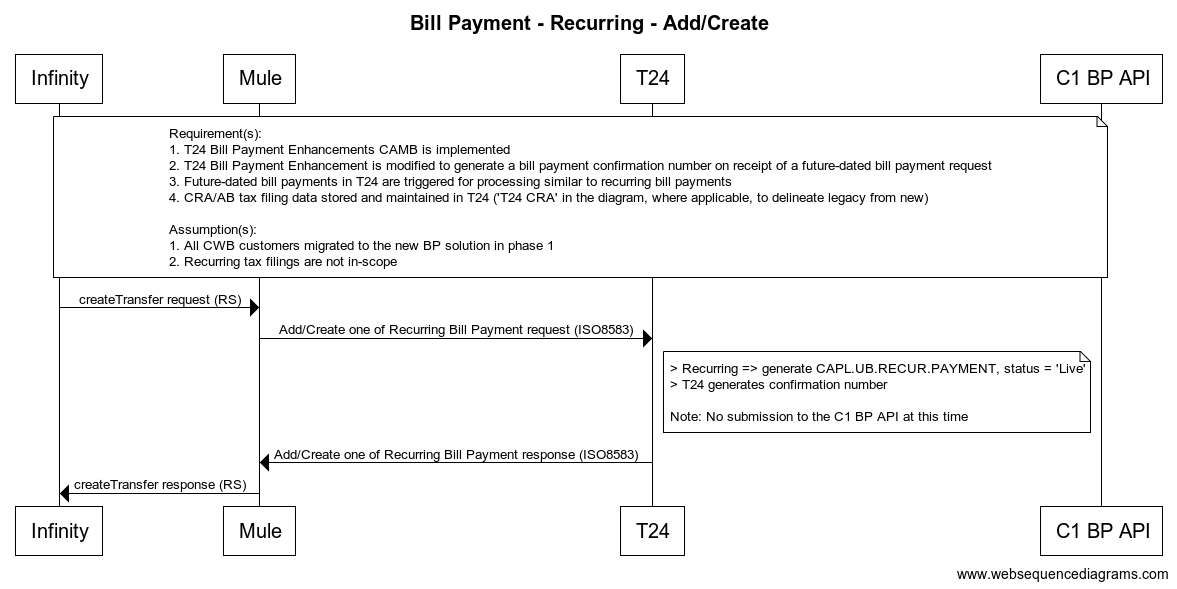 Bill Payment - Recurring - Add/Create
Infinity
Mule
T24
C1 BP API
Requirement(s):
1. T24 Bill Payment Enhancements CAMB is implemented
2. T24 Bill Payment Enhancement is modified to generate a bill payment confirmation number on receipt of a future-dated bill payment request
3. Future-dated bill payments in T24 are triggered for processing similar to recurring bill payments
4. CRA/AB tax filing data stored and maintained in T24 ('T24 CRA' in the diagram, where applicable, to delineate legacy from new)
Assumption(s):
1. All CWB customers migrated to the new BP solution in phase 1
2. Recurring tax filings are not in-scope
createTransfer request (RS)
Add/Create one of Recurring Bill Payment request (ISO8583)
> Recurring => generate CAPL.UB.RECUR.PAYMENT, status = 'Live'
> T24 generates confirmation number
Note: No submission to the C1 BP API at this time
Add/Create one of Recurring Bill Payment response (ISO8583)
createTransfer response (RS)
Infinity
Mule
T24
C1 BP API
www.websequencediagrams.com